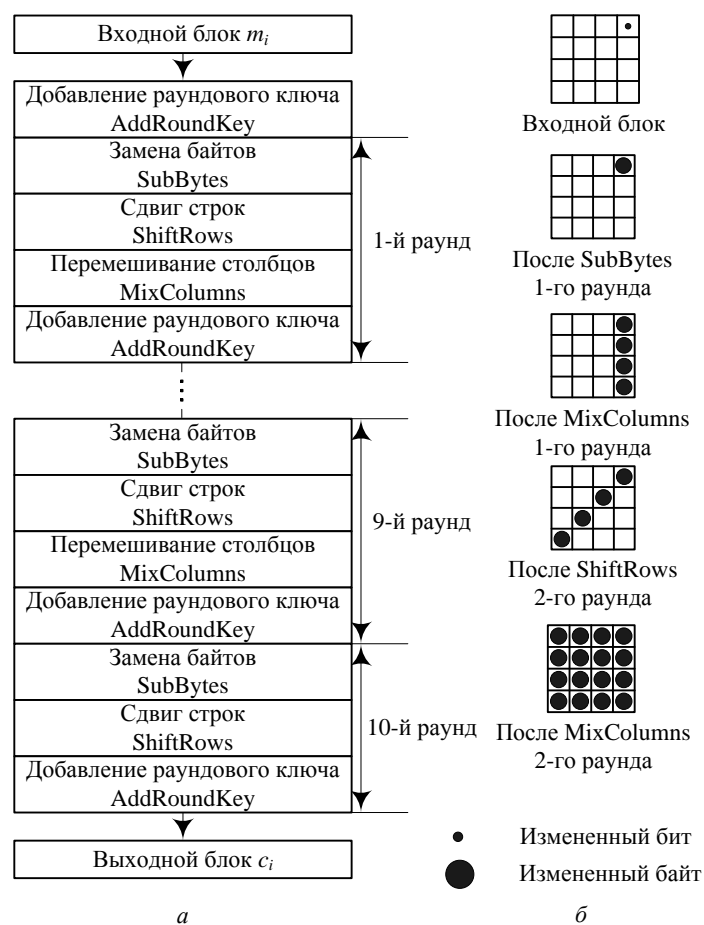 Входной блок mᵢ
Добавление раундового ключа
AddRoundKey
Замена байтов
SubBytes
Сдвиг строк
ShiftRows
Перемешивание столбцов
MixColumns
Добавление раундового ключа
AddRoundKey
1-й раунд
Замена байтов
SubBytes
Сдвиг строк
ShiftRows
Перемешивание столбцов
MixColumns
Добавление раундового ключа
AddRoundKey
9-й раунд
Замена байтов
SubBytes
Сдвиг строк
ShiftRows
Добавление раундового ключа
AddRoundKey
10-й раунд
Выходной блок cᵢ
а
Входной блок
После SubBytes
1-го раунда
После MixColumns
1-го раунда
После ShiftRows
2-го раунда
После MixColumns
2-го раунда
Измененный бит
Измененный байт
б